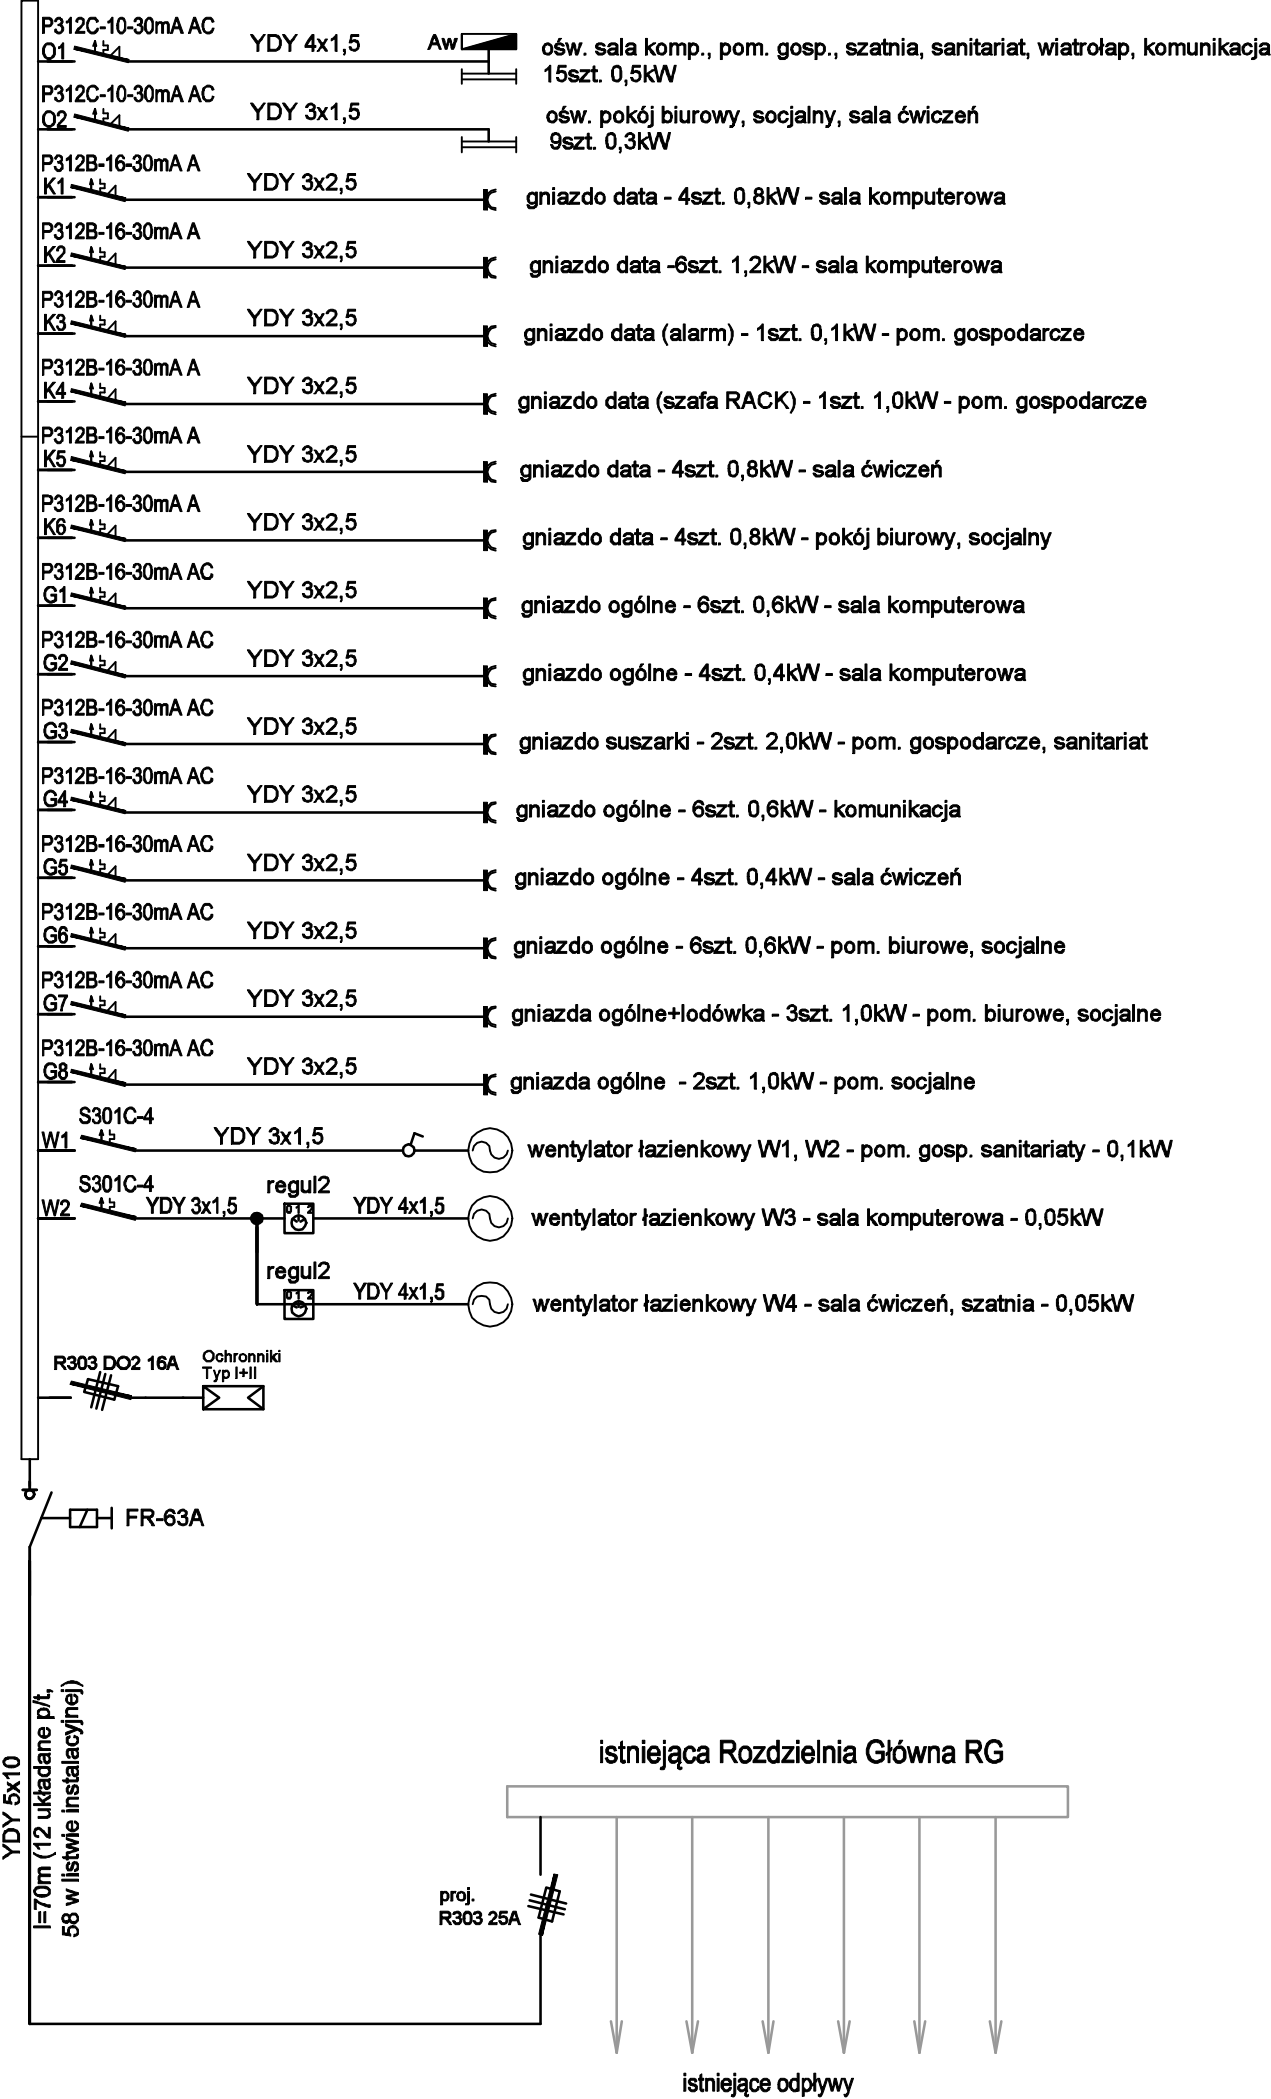 P312C-10-30mA AC
O1
YDY 4x1,5
Aw
ośw. sala komp., pom. gosp., szatnia, sanitariat, wiatrołap, komunikacja
15szt. 0,5kW
P312C-10-30mA AC
O2
YDY 3x1,5
ośw. pokój biurowy, socjalny, sala ćwiczeń
9szt. 0,3kW
P312B-16-30mA A
K1
YDY 3x2,5
gniazdo data - 4szt. 0,8kW - sala komputerowa
P312B-16-30mA A
K2
YDY 3x2,5
gniazdo data -6szt. 1,2kW - sala komputerowa
P312B-16-30mA A
K3
YDY 3x2,5
gniazdo data (alarm) - 1szt. 0,1kW - pom. gospodarcze
P312B-16-30mA A
K4
YDY 3x2,5
gniazdo data (szafa RACK) - 1szt. 1,0kW - pom. gospodarcze
P312B-16-30mA A
K5
YDY 3x2,5
gniazdo data - 4szt. 0,8kW - sala ćwiczeń
P312B-16-30mA A
K6
YDY 3x2,5
gniazdo data - 4szt. 0,8kW - pokój biurowy, socjalny
P312B-16-30mA AC
G1
YDY 3x2,5
gniazdo ogólne - 6szt. 0,6kW - sala komputerowa
P312B-16-30mA AC
G2
YDY 3x2,5
gniazdo ogólne - 4szt. 0,4kW - sala komputerowa
P312B-16-30mA AC
G3
YDY 3x2,5
gniazdo suszarki - 2szt. 2,0kW - pom. gospodarcze, sanitariat
P312B-16-30mA AC
G4
YDY 3x2,5
gniazdo ogólne - 6szt. 0,6kW - komunikacja
P312B-16-30mA AC
G5
YDY 3x2,5
gniazdo ogólne - 4szt. 0,4kW - sala ćwiczeń
P312B-16-30mA AC
G6
YDY 3x2,5
gniazdo ogólne - 6szt. 0,6kW - pom. biurowe, socjalne
P312B-16-30mA AC
G7
YDY 3x2,5
gniazda ogólne+lodówka - 3szt. 1,0kW - pom. biurowe, socjalne
P312B-16-30mA AC
G8
YDY 3x2,5
gniazda ogólne - 2szt. 1,0kW - pom. socjalne
S301C-4
W1
YDY 3x1,5
wentylator łazienkowy W1, W2 - pom. gosp. sanitariaty - 0,1kW
S301C-4
W2
YDY 3x1,5
regul2
0 1 2
YDY 4x1,5
wentylator łazienkowy W3 - sala komputerowa - 0,05kW
regul2
0 1 2
YDY 4x1,5
wentylator łazienkowy W4 - sala ćwiczeń, szatnia - 0,05kW
R303 DO2 16A
Ochronniki
Typ I+II
FR-63A
YDY 5x10
l=70m (12 układane p/t,
58 w listwie instalacyjnej)
istniejąca Rozdzielnia Główna RG
proj.
R303 25A
istniejące odpływy